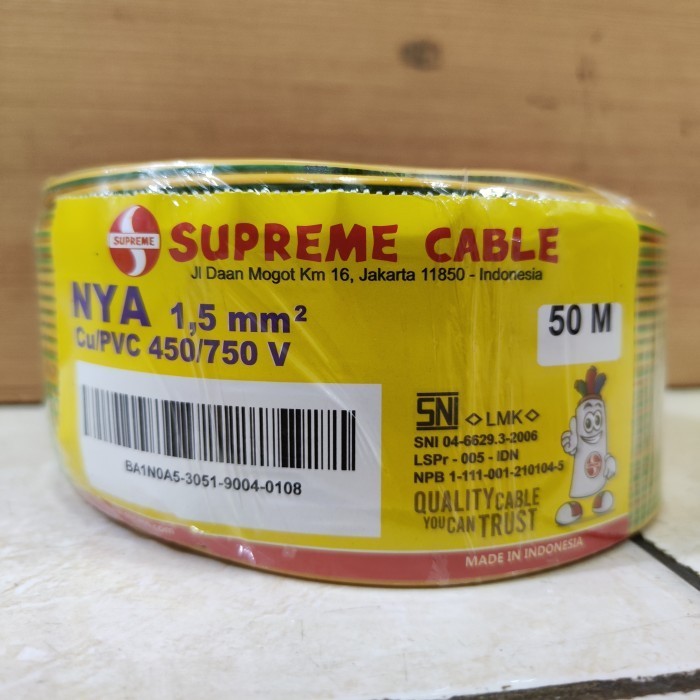 SUPREME
SUPREME CABLE
Jl Daan Mogot Km 16, Jakarta 11850 - Indonesia
NYA 1,5 mm²
Cu/PVC 450/750 V
50 M
BA1N0A5-3051-9004-0108
SNI ◇LMK◇
SNI 04-6629.3-2006
LSPr - 005 - IDN
NPB 1-111-001-210104-5
QUALITY CABLE
YOU CAN TRUST
MADE IN INDONESIA